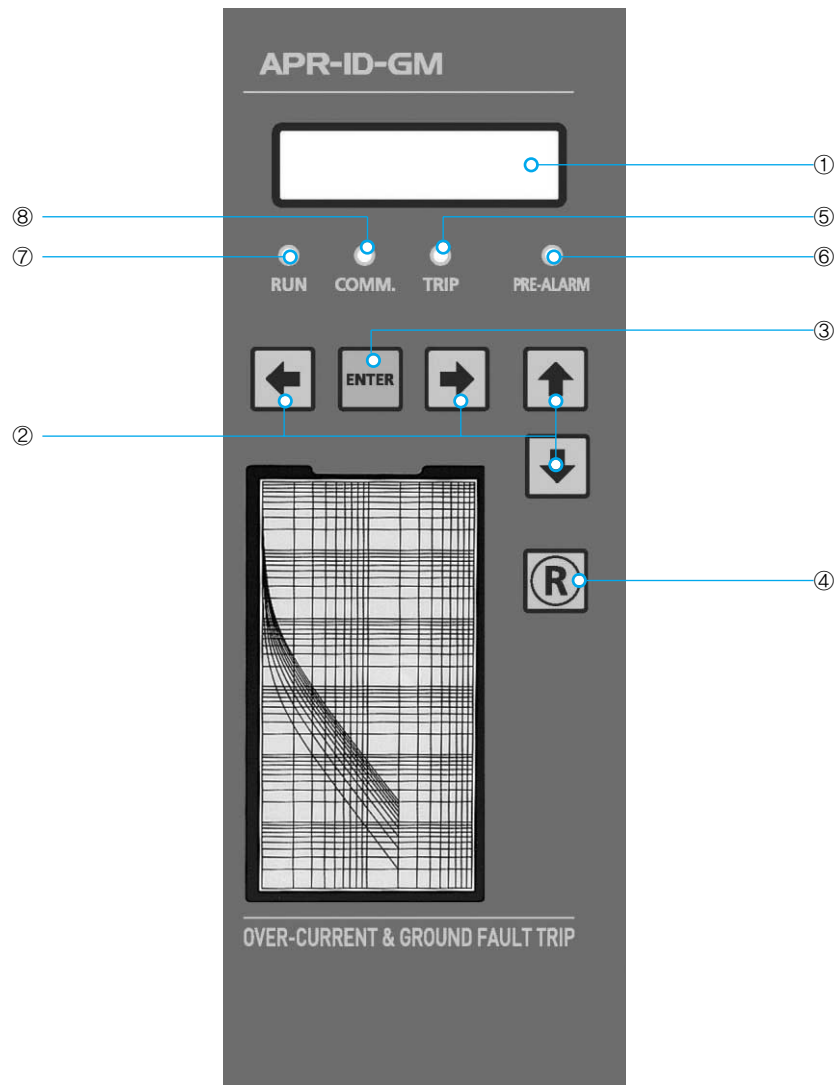 APR-ID-GM
①
⑧
⑤
⑦
⑥
RUN COMM. TRIP PRE-ALARM
③
ENTER
②
④
R
OVER-CURRENT & GROUND FAULT TRIP